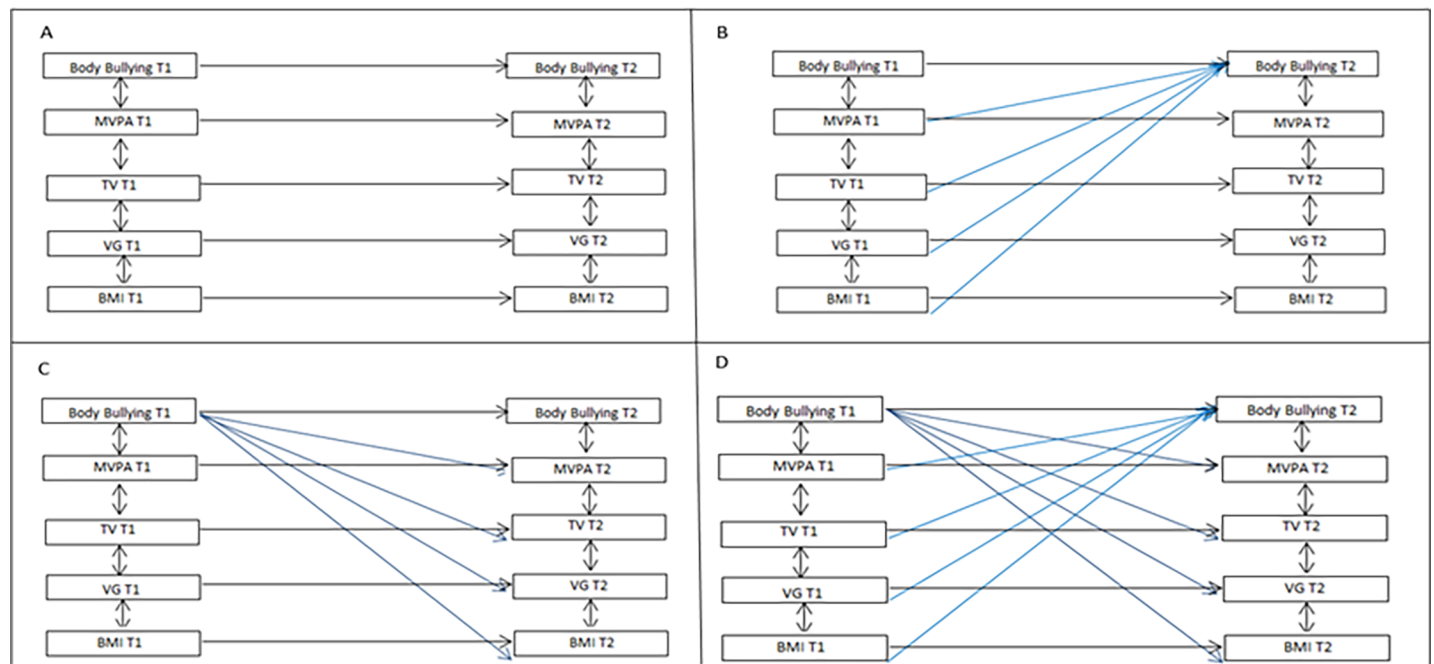 A
Body Bullying T1
Body Bullying T2
MVPA T1
MVPA T2
TV T1
TV T2
VG T1
VG T2
BMI T1
BMI T2
B
Body Bullying T1
Body Bullying T2
MVPA T1
MVPA T2
TV T1
TV T2
VG T1
VG T2
BMI T1
BMI T2
C
Body Bullying T1
Body Bullying T2
MVPA T1
MVPA T2
TV T1
TV T2
VG T1
VG T2
BMI T1
BMI T2
D
Body Bullying T1
Body Bullying T2
MVPA T1
MVPA T2
TV T1
TV T2
VG T1
VG T2
BMI T1
BMI T2